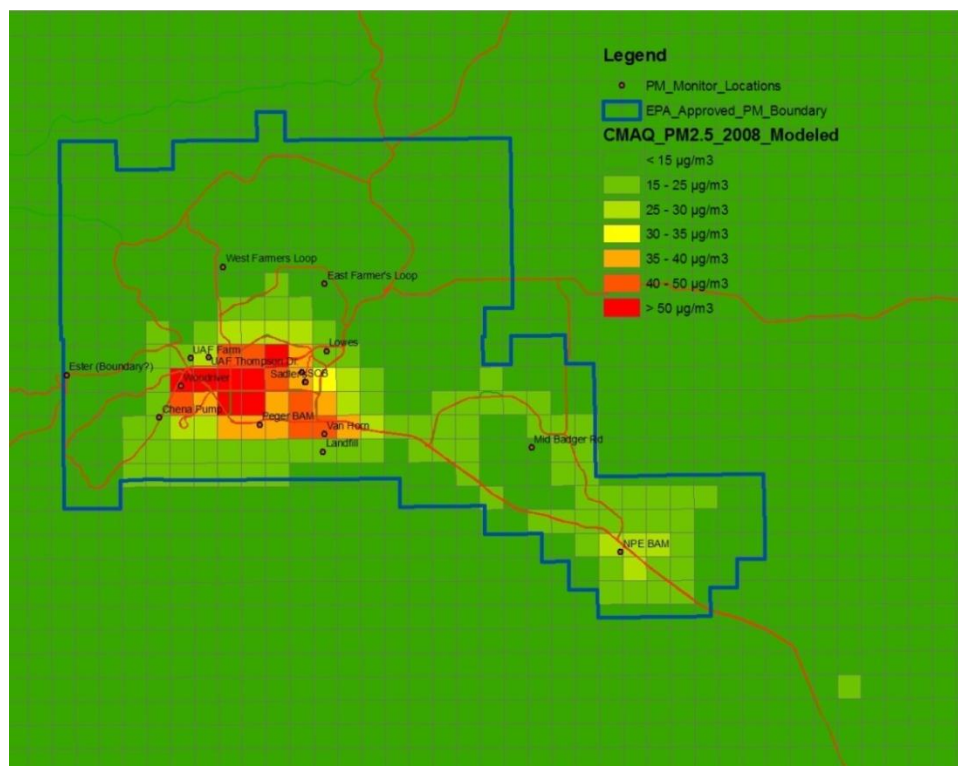 Legend
PM_Monitor_Locations
EPA_Approved_PM_Boundary
CMAQ_PM2.5_2008_Modeled
< 15 µg/m3
15 - 25 µg/m3
25 - 30 µg/m3
30 - 35 µg/m3
35 - 40 µg/m3
40 - 50 µg/m3
> 50 µg/m3
West Farmers Loop
East Farmer's Loop
Lowes
UAF Farm
UAF Thompson Dr
Ester (Boundary?)
Woodriver
Chena Pump
Peger BAM
Van Horn
Landfill
Mid Badger Rd
NPE BAM